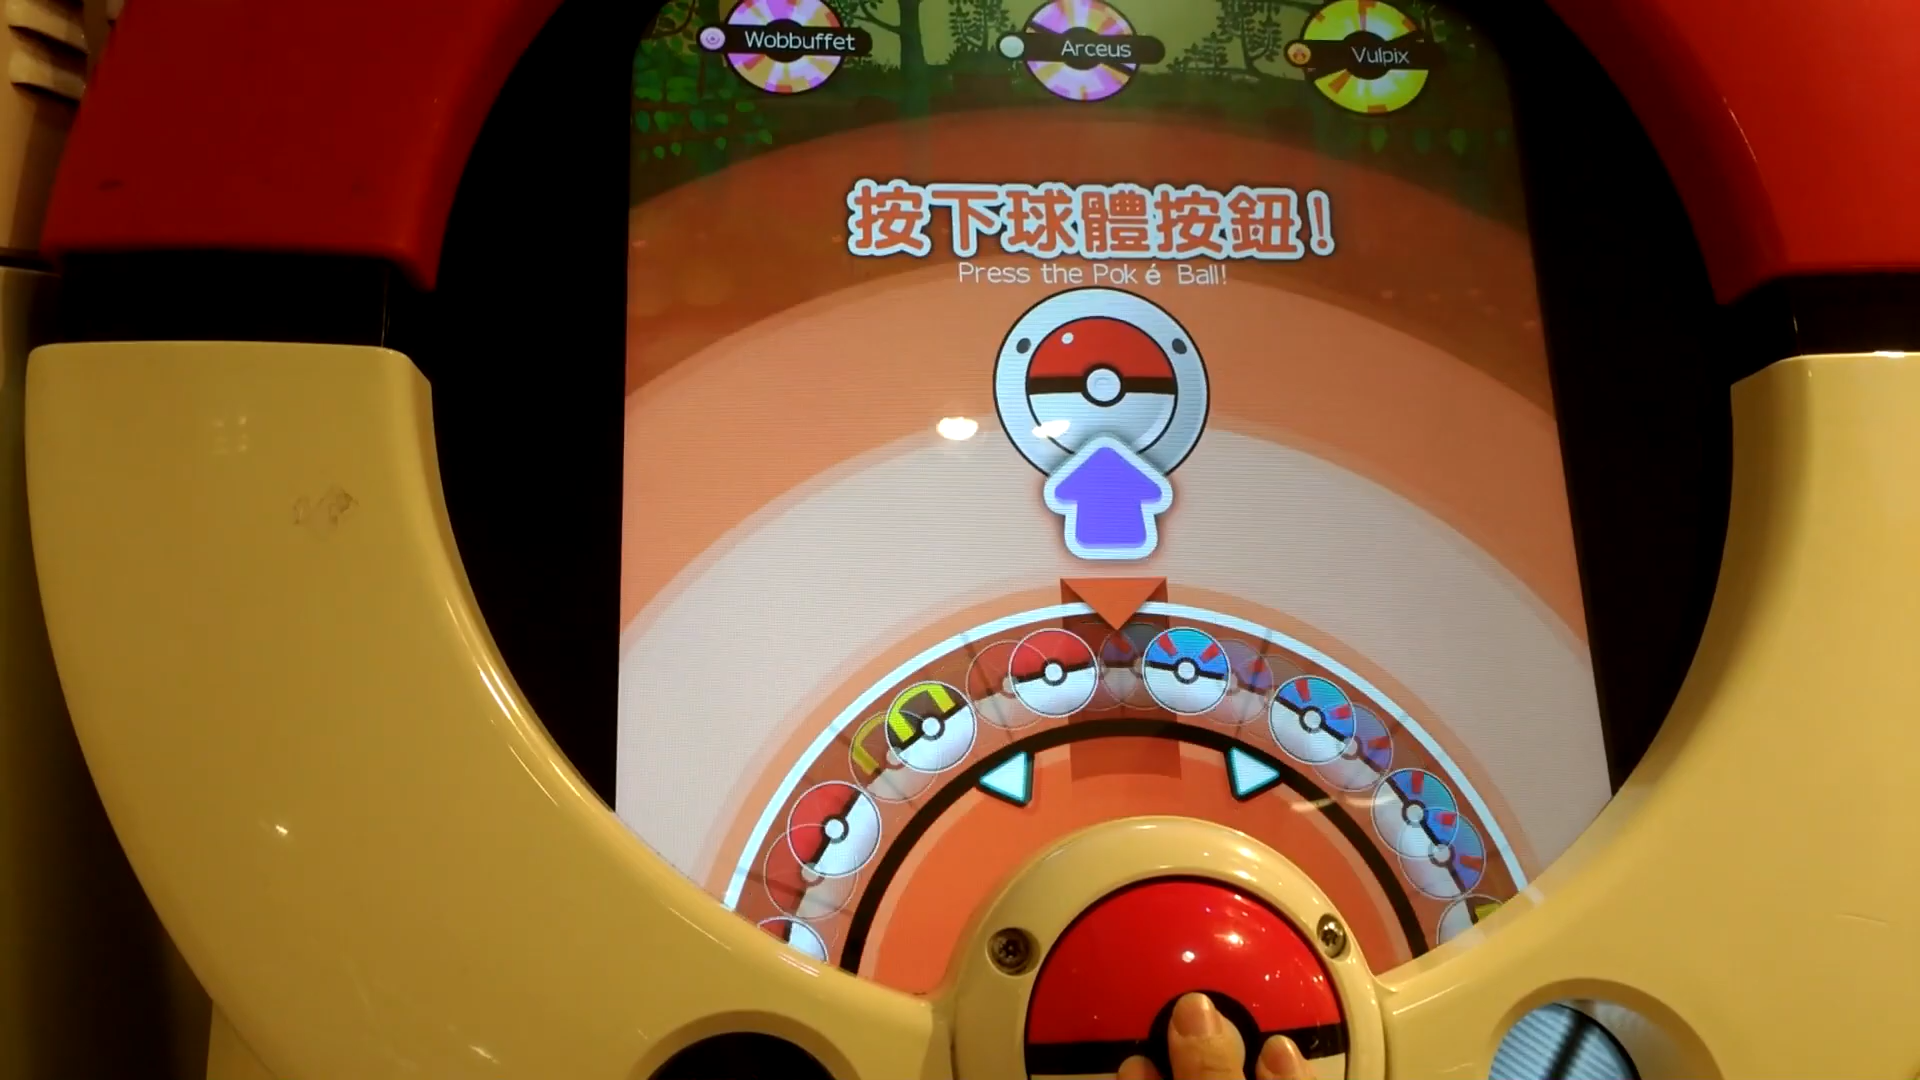 Wobbuffet
Arceus
Vulpix
按下球體按鈕！
Press the Poké Ball!